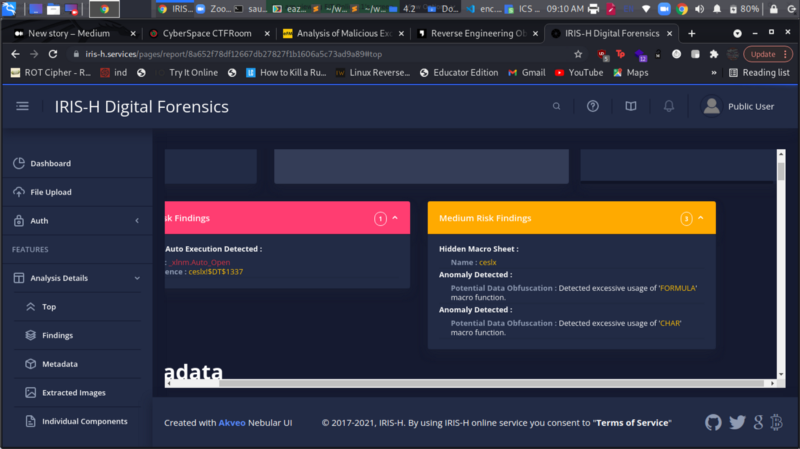 Zoo...
sau...
eaz...
~/w...
~/w...
4.2
Do...
enc...
ICS ...
09:10 AM
80%
New story – Medium
CyberSpace CTFRoom
Analysis of Malicious Exc
Reverse Engineering Ob
IRIS-H Digital Forensics
iris-h.services/pages/report/8a652f78df12667db27827f1b1606a5c73ad9a89#top
Update
ROT Cipher - R...
ind
Try It Online
How to Kill a Ru...
Linux Reverse...
Educator Edition
Gmail
YouTube
Maps
»
Reading list
IRIS-H Digital Forensics
Public User
Dashboard
File Upload
Auth
FEATURES
Analysis Details
Top
Findings
Metadata
Extracted Images
Individual Components
sk Findings
1
Auto Execution Detected :
: _xlnm.Auto_Open
ence : ceslx!$DT$1337
Medium Risk Findings
3
Hidden Macro Sheet :
Name : ceslx
Anomaly Detected :
Potential Data Obfuscation : Detected excessive usage of 'FORMULA'
macro function.
Anomaly Detected :
Potential Data Obfuscation : Detected excessive usage of 'CHAR'
macro function.
adata
Created with Akveo Nebular UI
© 2017-2021, IRIS-H. By using IRIS-H online service you consent to "Terms of Service"